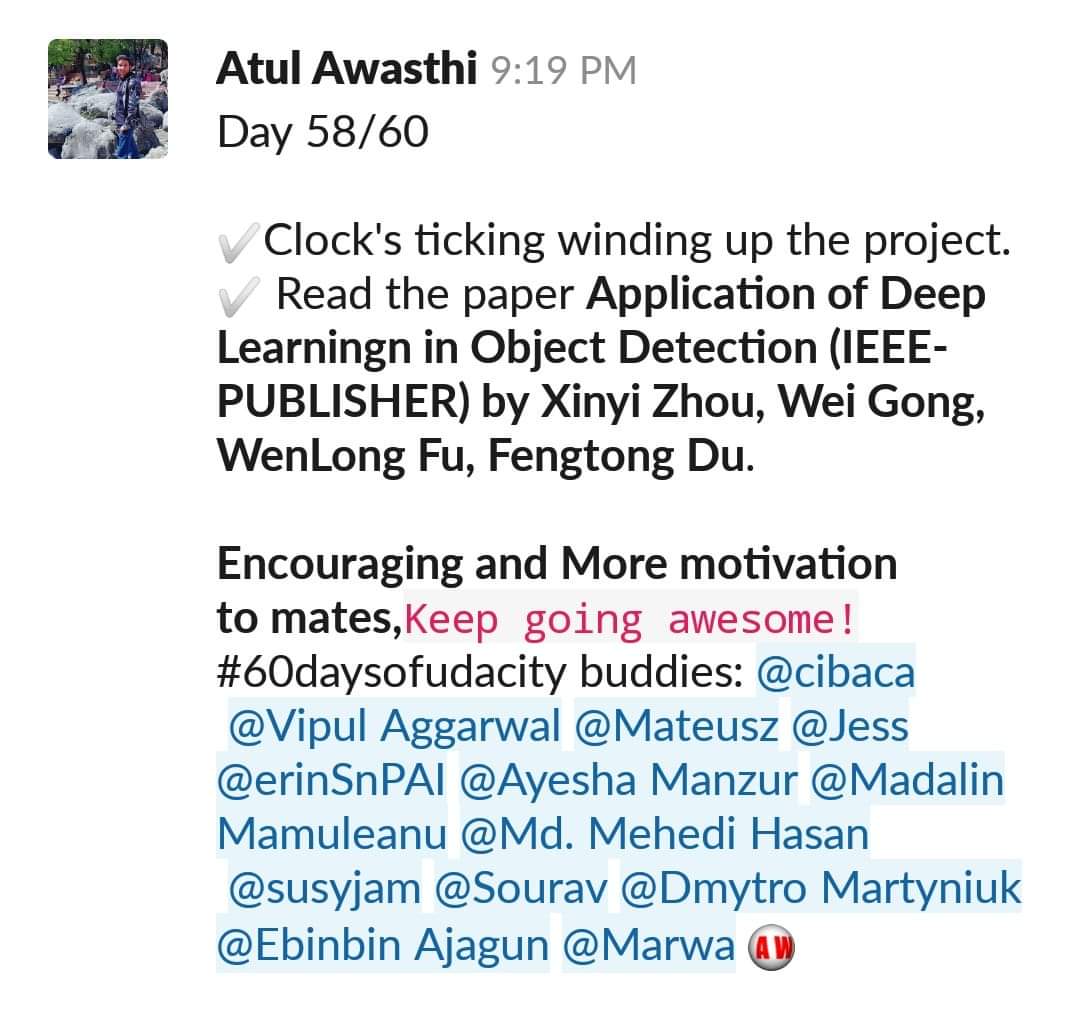 Atul Awasthi 9:19 PM
Day 58/60
✔Clock's ticking winding up the project.
✔ Read the paper Application of Deep
Learningn in Object Detection (IEEE-
PUBLISHER) by Xinyi Zhou, Wei Gong,
WenLong Fu, Fengtong Du.
Encouraging and More motivation
to mates,Keep going awesome!
#60daysofudacity buddies: @cibaca
@Vipul Aggarwal @Mateusz @Jess
@erinSnPAI @Ayesha Manzur @Madalin
Mamuleanu @Md. Mehedi Hasan
@susyjam @Sourav @Dmytro Martyniuk
@Ebinbin Ajagun @Marwa AW